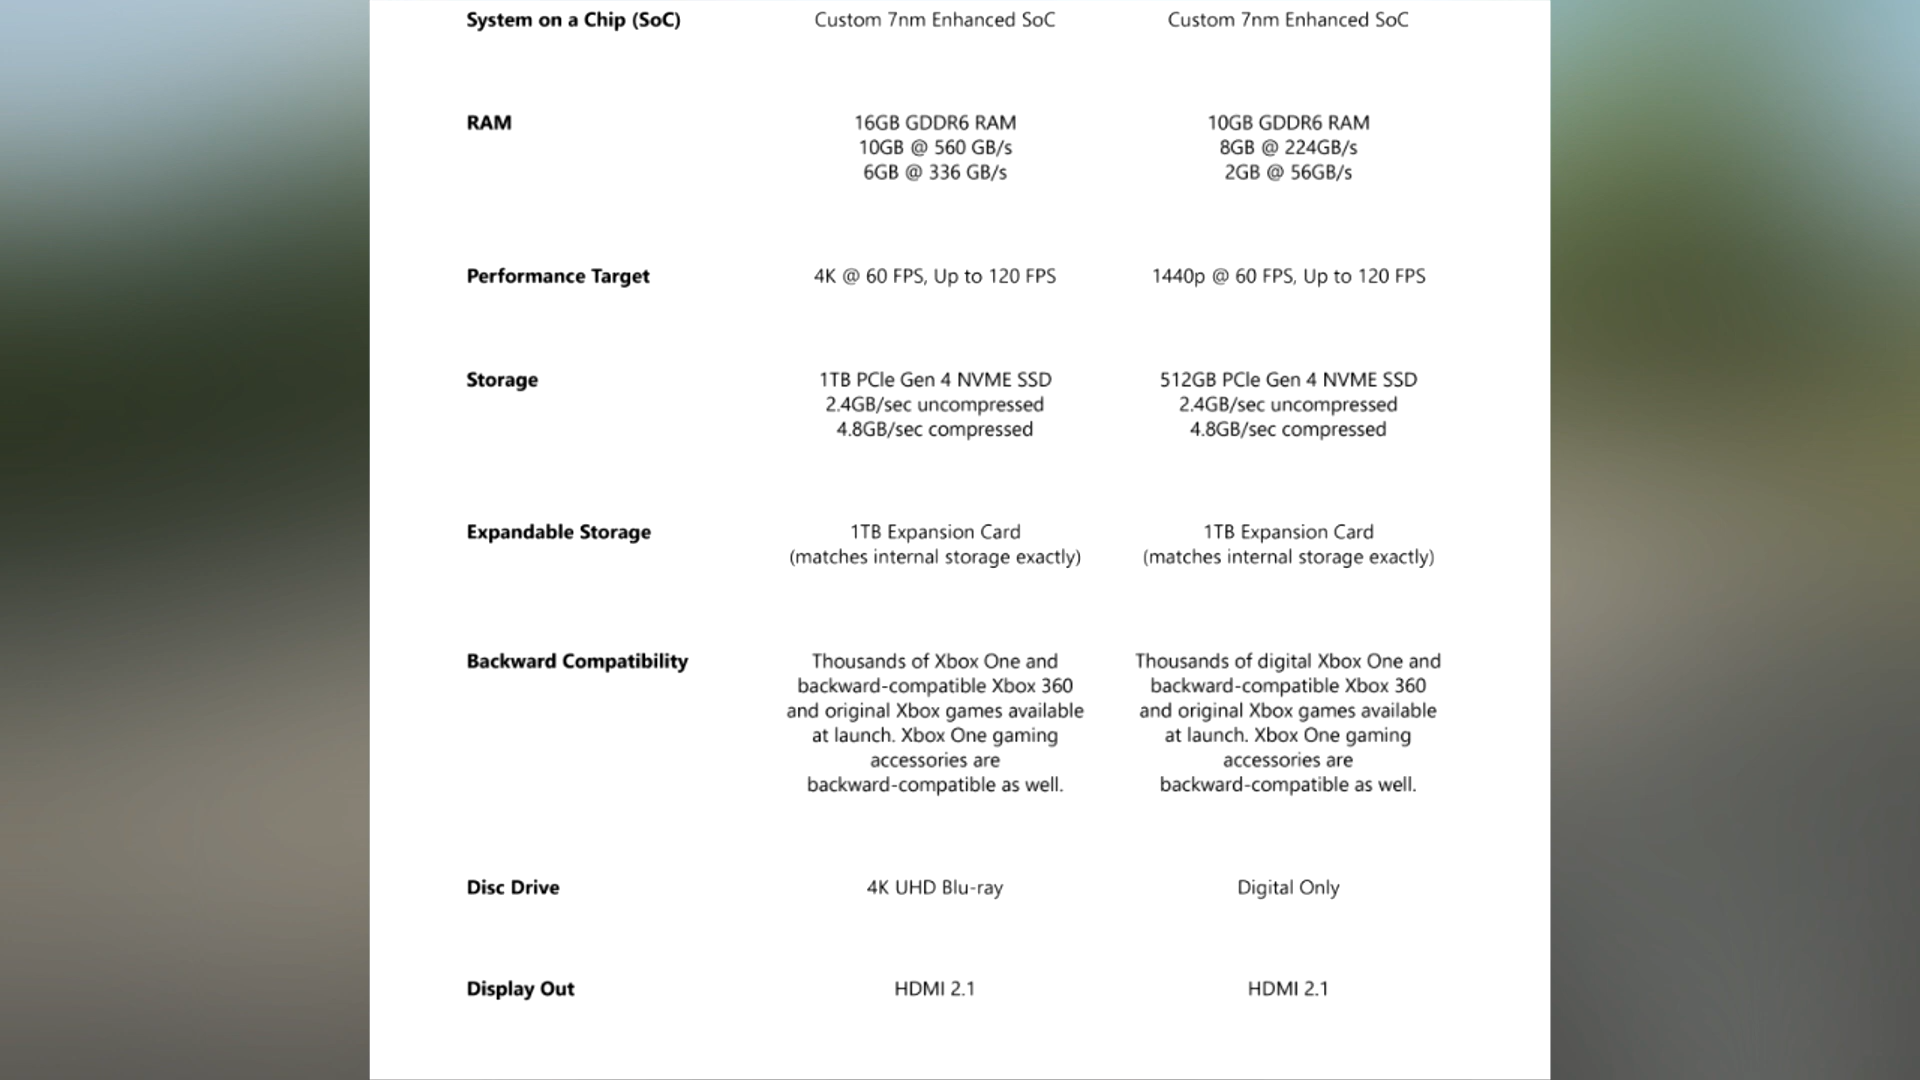 System on a Chip (SoC) Custom 7nm Enhanced SoC Custom 7nm Enhanced SoC
RAM 16GB GDDR6 RAM 10GB GDDR6 RAM
10GB @ 560 GB/s 8GB @ 224GB/s
6GB @ 336 GB/s 2GB @ 56GB/s
Performance Target 4K @ 60 FPS, Up to 120 FPS 1440p @ 60 FPS, Up to 120 FPS
Storage 1TB PCIe Gen 4 NVME SSD 512GB PCIe Gen 4 NVME SSD
2.4GB/sec uncompressed 2.4GB/sec uncompressed
4.8GB/sec compressed 4.8GB/sec compressed
Expandable Storage 1TB Expansion Card 1TB Expansion Card
(matches internal storage exactly) (matches internal storage exactly)
Backward Compatibility Thousands of Xbox One and Thousands of digital Xbox One and
backward-compatible Xbox 360 backward-compatible Xbox 360
and original Xbox games available and original Xbox games available
at launch. Xbox One gaming at launch. Xbox One gaming
accessories are accessories are
backward-compatible as well. backward-compatible as well.
Disc Drive 4K UHD Blu-ray Digital Only
Display Out HDMI 2.1 HDMI 2.1